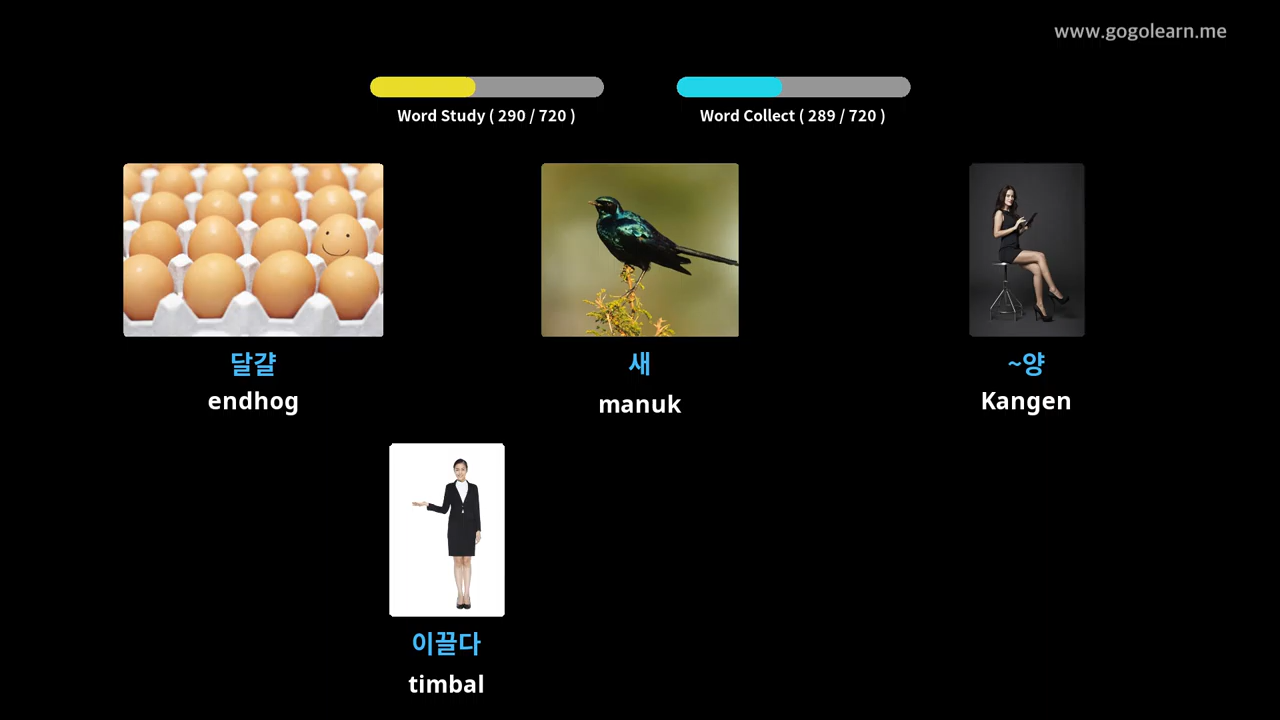 www.gogolearn.me
Word Study ( 290 / 720 )
Word Collect ( 289 / 720 )
달걀
endhog
새
manuk
~양
Kangen
이끌다
timbal